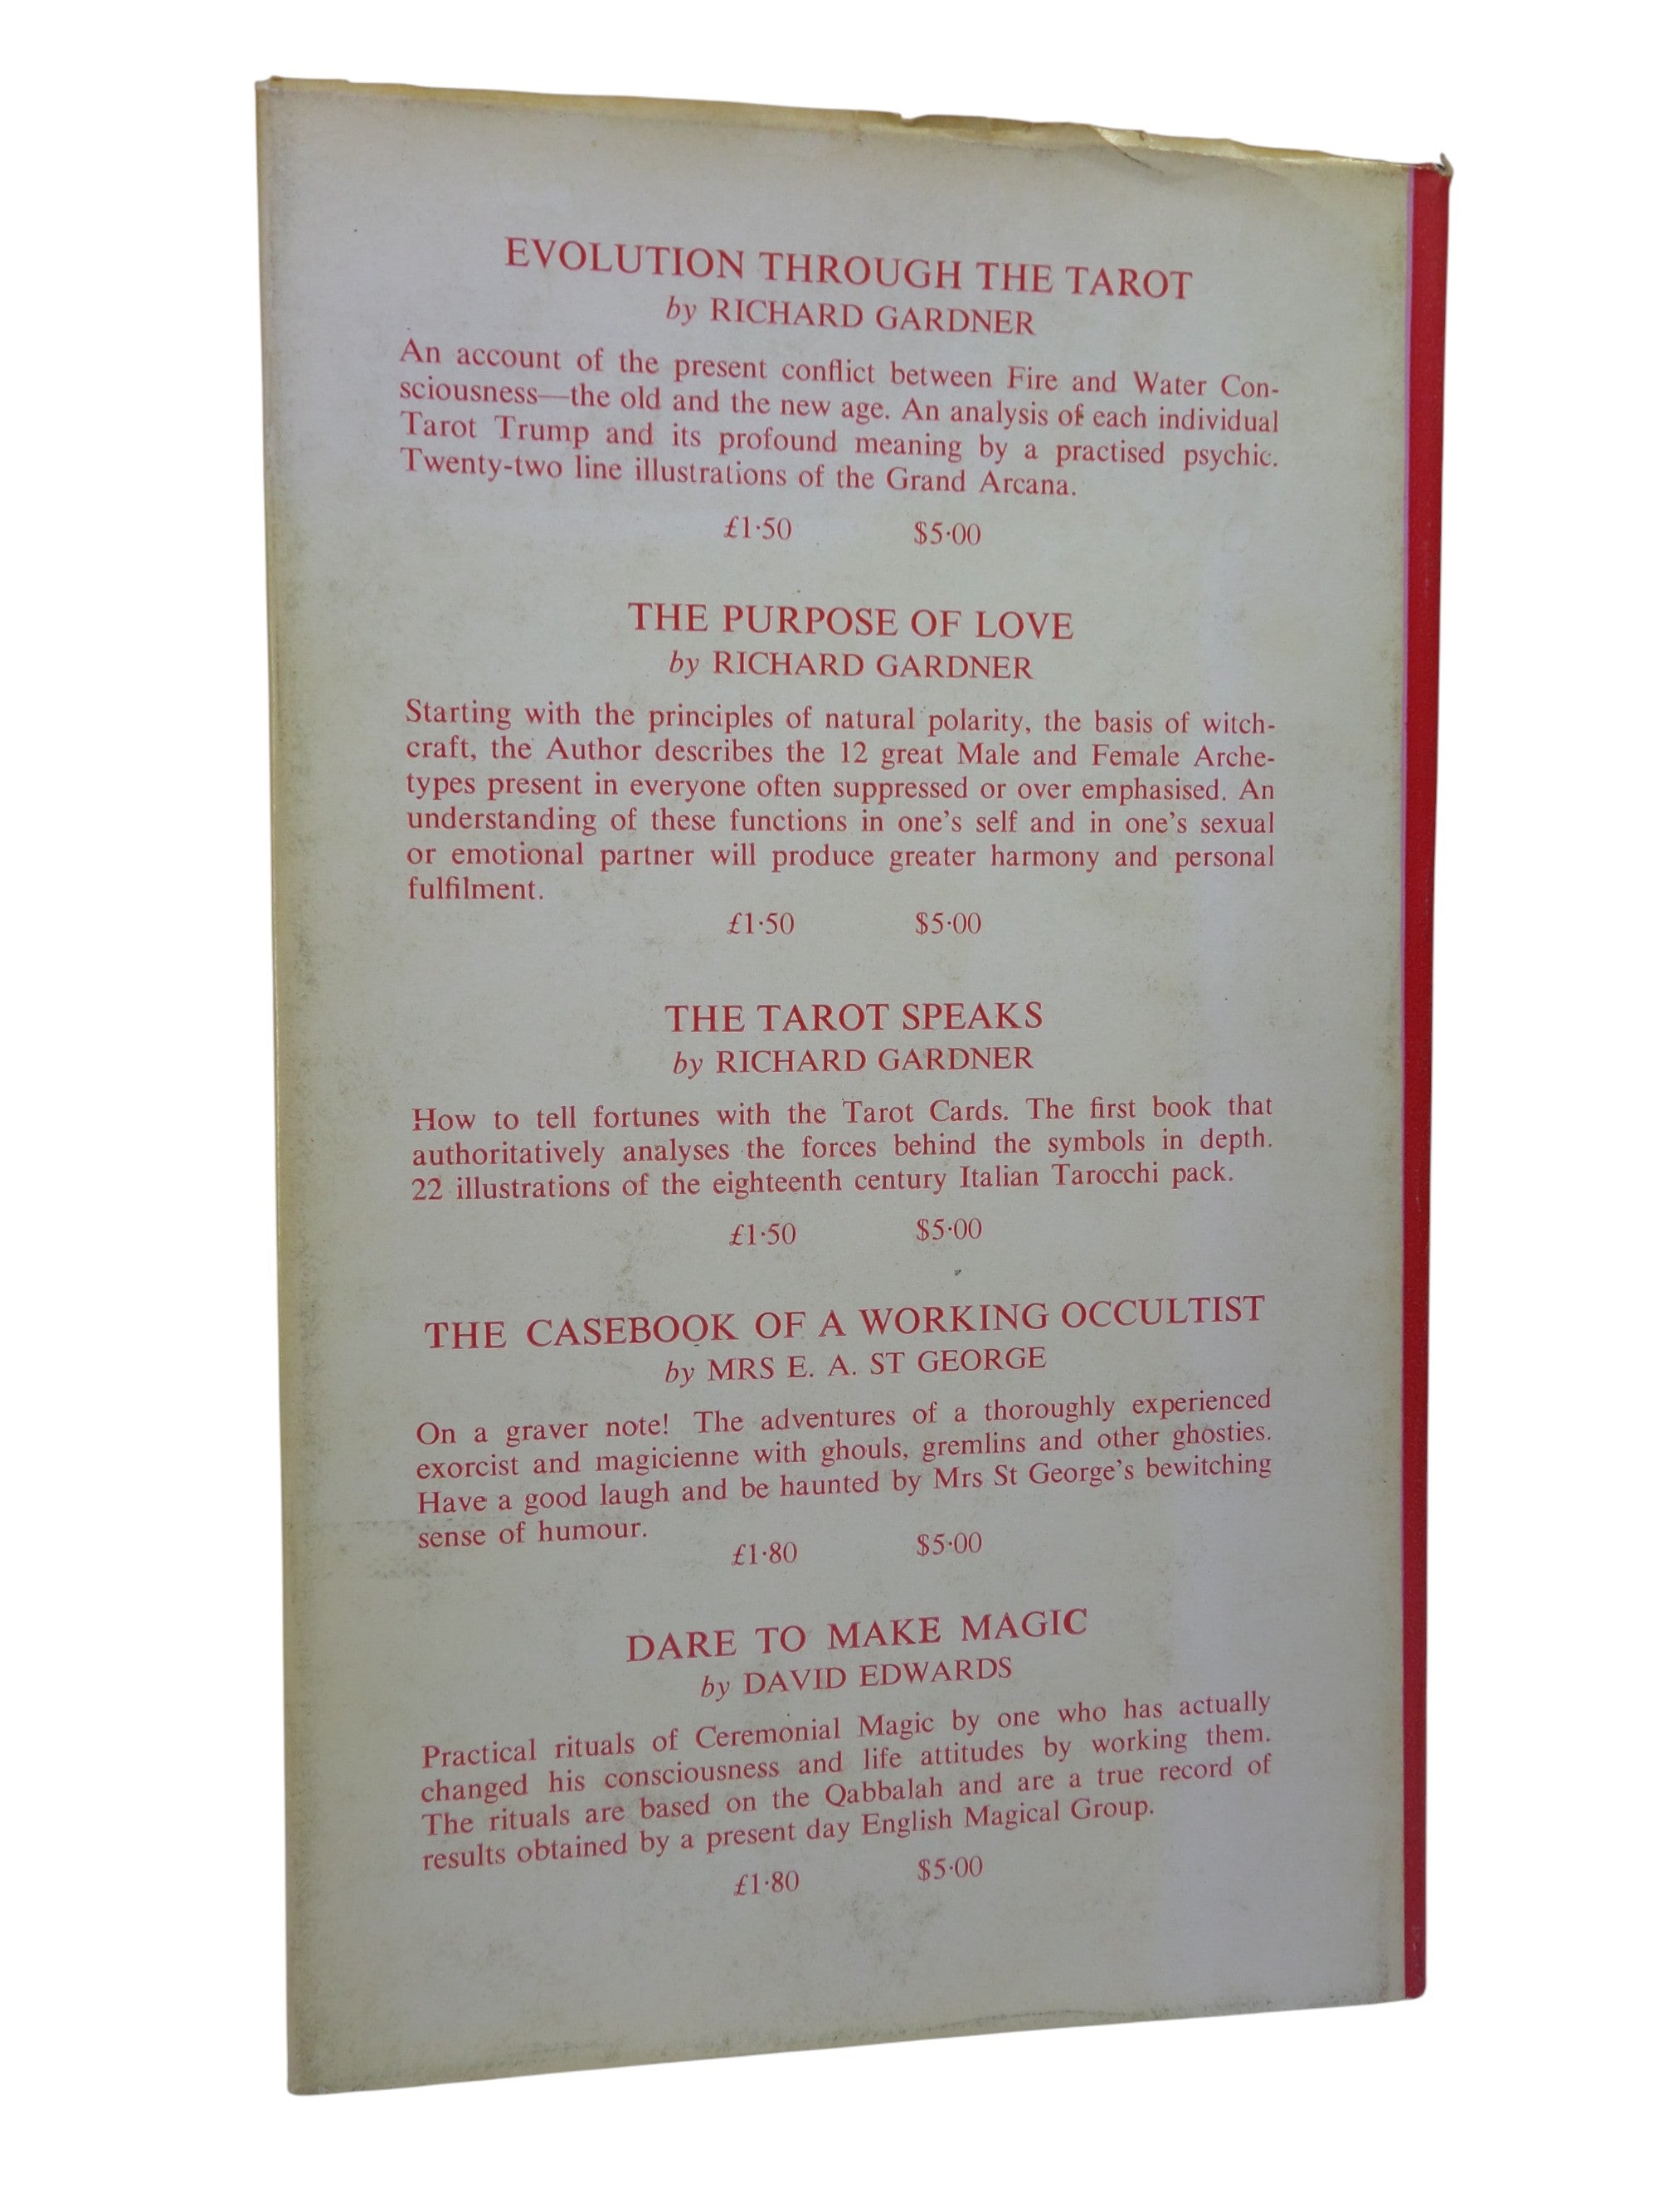 EVOLUTION THROUGH THE TAROT
by RICHARD GARDNER
An account of the present conflict between Fire and Water Con-
sciousness—the old and the new age. An analysis of each individual
Tarot Trump and its profound meaning by a practised psychic.
Twenty-two line illustrations of the Grand Arcana.
£1·50 $5·00
THE PURPOSE OF LOVE
by RICHARD GARDNER
Starting with the principles of natural polarity, the basis of witch-
craft, the Author describes the 12 great Male and Female Arche-
types present in everyone often suppressed or over emphasised. An
understanding of these functions in one's self and in one's sexual
or emotional partner will produce greater harmony and personal
fulfilment.
£1·50 $5·00
THE TAROT SPEAKS
by RICHARD GARDNER
How to tell fortunes with the Tarot Cards. The first book that
authoritatively analyses the forces behind the symbols in depth.
22 illustrations of the eighteenth century Italian Tarocchi pack.
£1·50 $5·00
THE CASEBOOK OF A WORKING OCCULTIST
by MRS E. A. ST GEORGE
On a graver note! The adventures of a thoroughly experienced
exorcist and magicienne with ghouls, gremlins and other ghosties.
Have a good laugh and be haunted by Mrs St George's bewitching
sense of humour.
£1·80 $5·00
DARE TO MAKE MAGIC
by DAVID EDWARDS
Practical rituals of Ceremonial Magic by one who has actually
changed his consciousness and life attitudes by working them.
The rituals are based on the Qabbalah and are a true record of
results obtained by a present day English Magical Group.
£1·80 $5·00